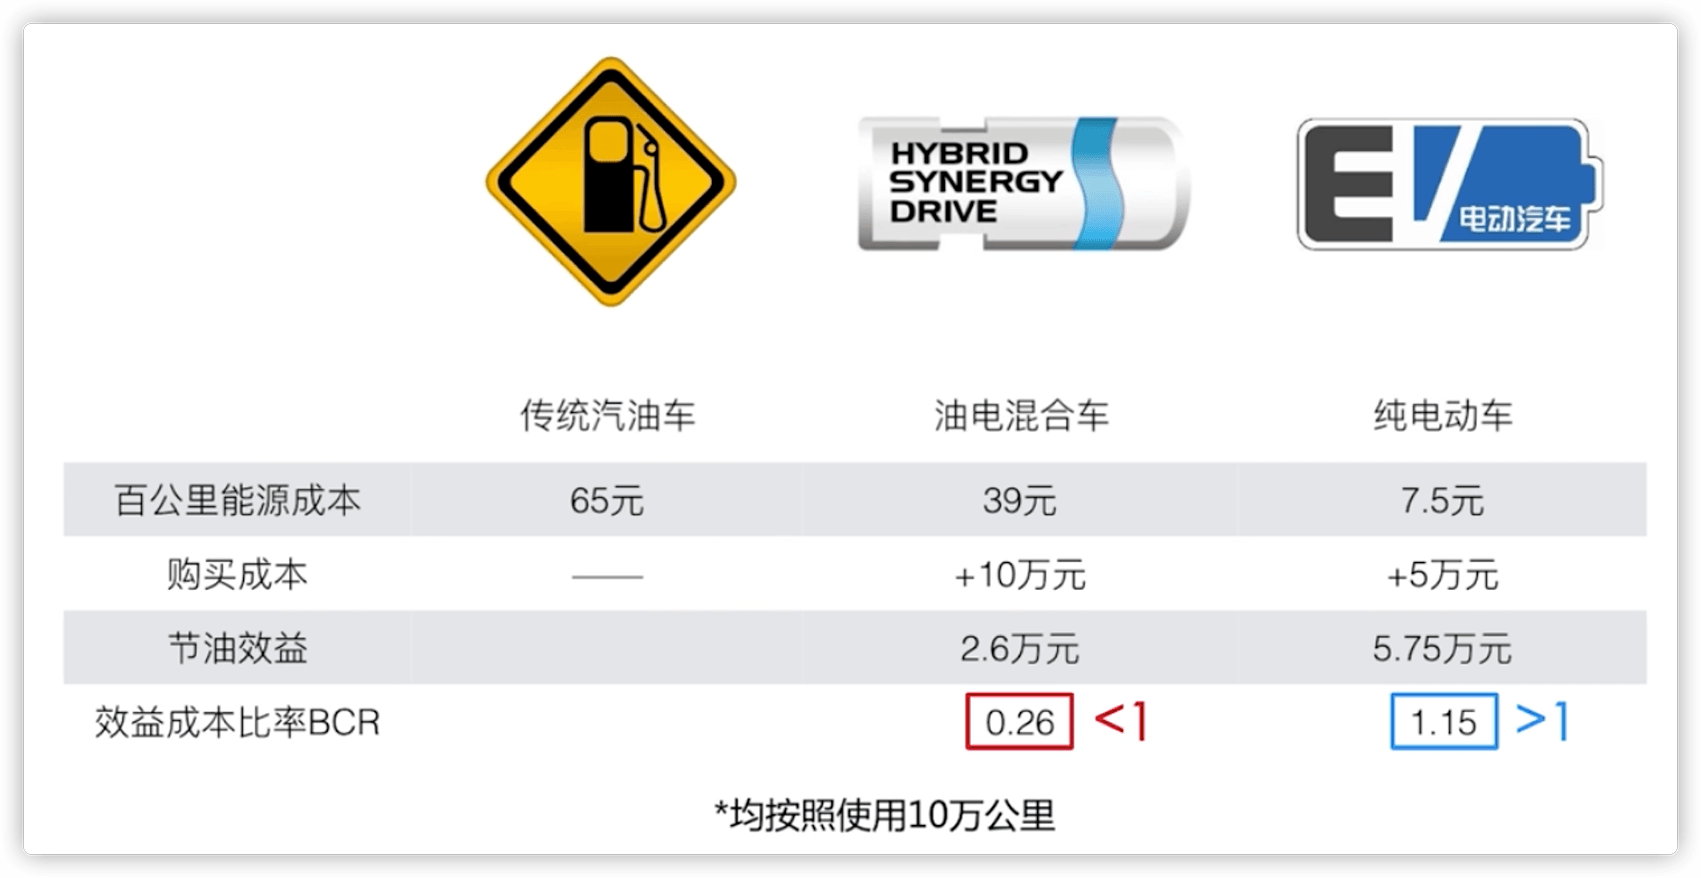 HYBRID
SYNERGY
DRIVE
EV
电动汽车
传统汽油车 油电混合车 纯电动车
百公里能源成本 65元 39元 7.5元
购买成本 —— +10万元 +5万元
节油效益 2.6万元 5.75万元
效益成本比率BCR 0.26 <1 1.15 >1
*均按照使用10万公里